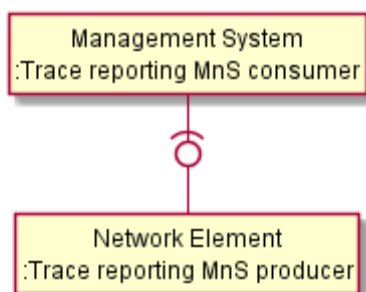 Management System
:Trace reporting MnS consumer
Network Element
:Trace reporting MnS producer